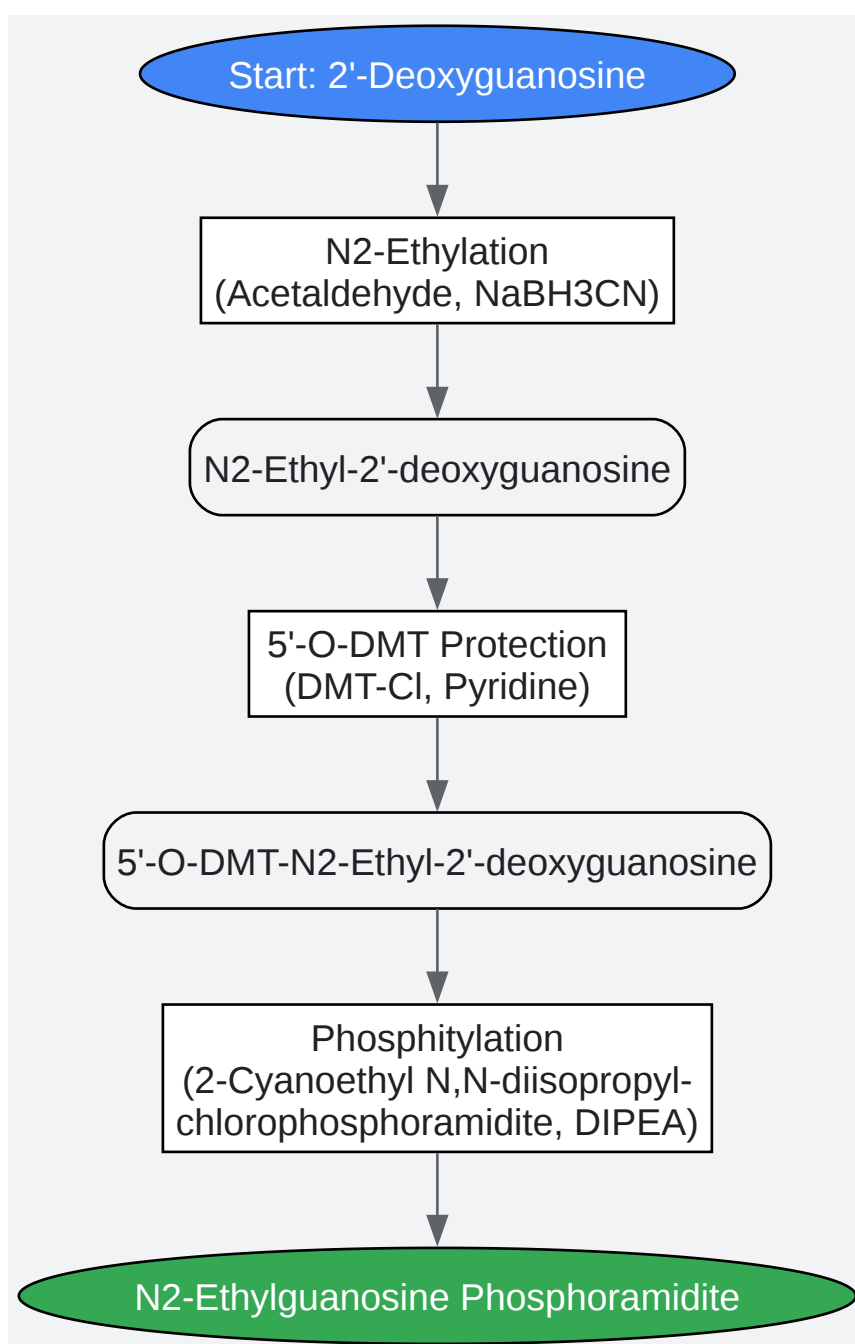 Start: 2'-Deoxyguanosine
N2-Ethylation
(Acetaldehyde, NaBH3CN)
N2-Ethyl-2'-deoxyguanosine
5'-O-DMT Protection
(DMT-Cl, Pyridine)
5'-O-DMT-N2-Ethyl-2'-deoxyguanosine
Phosphitylation
(2-Cyanoethyl N,N-diisopropyl-
chlorophosphoramidite, DIPEA)
N2-Ethylguanosine Phosphoramidite